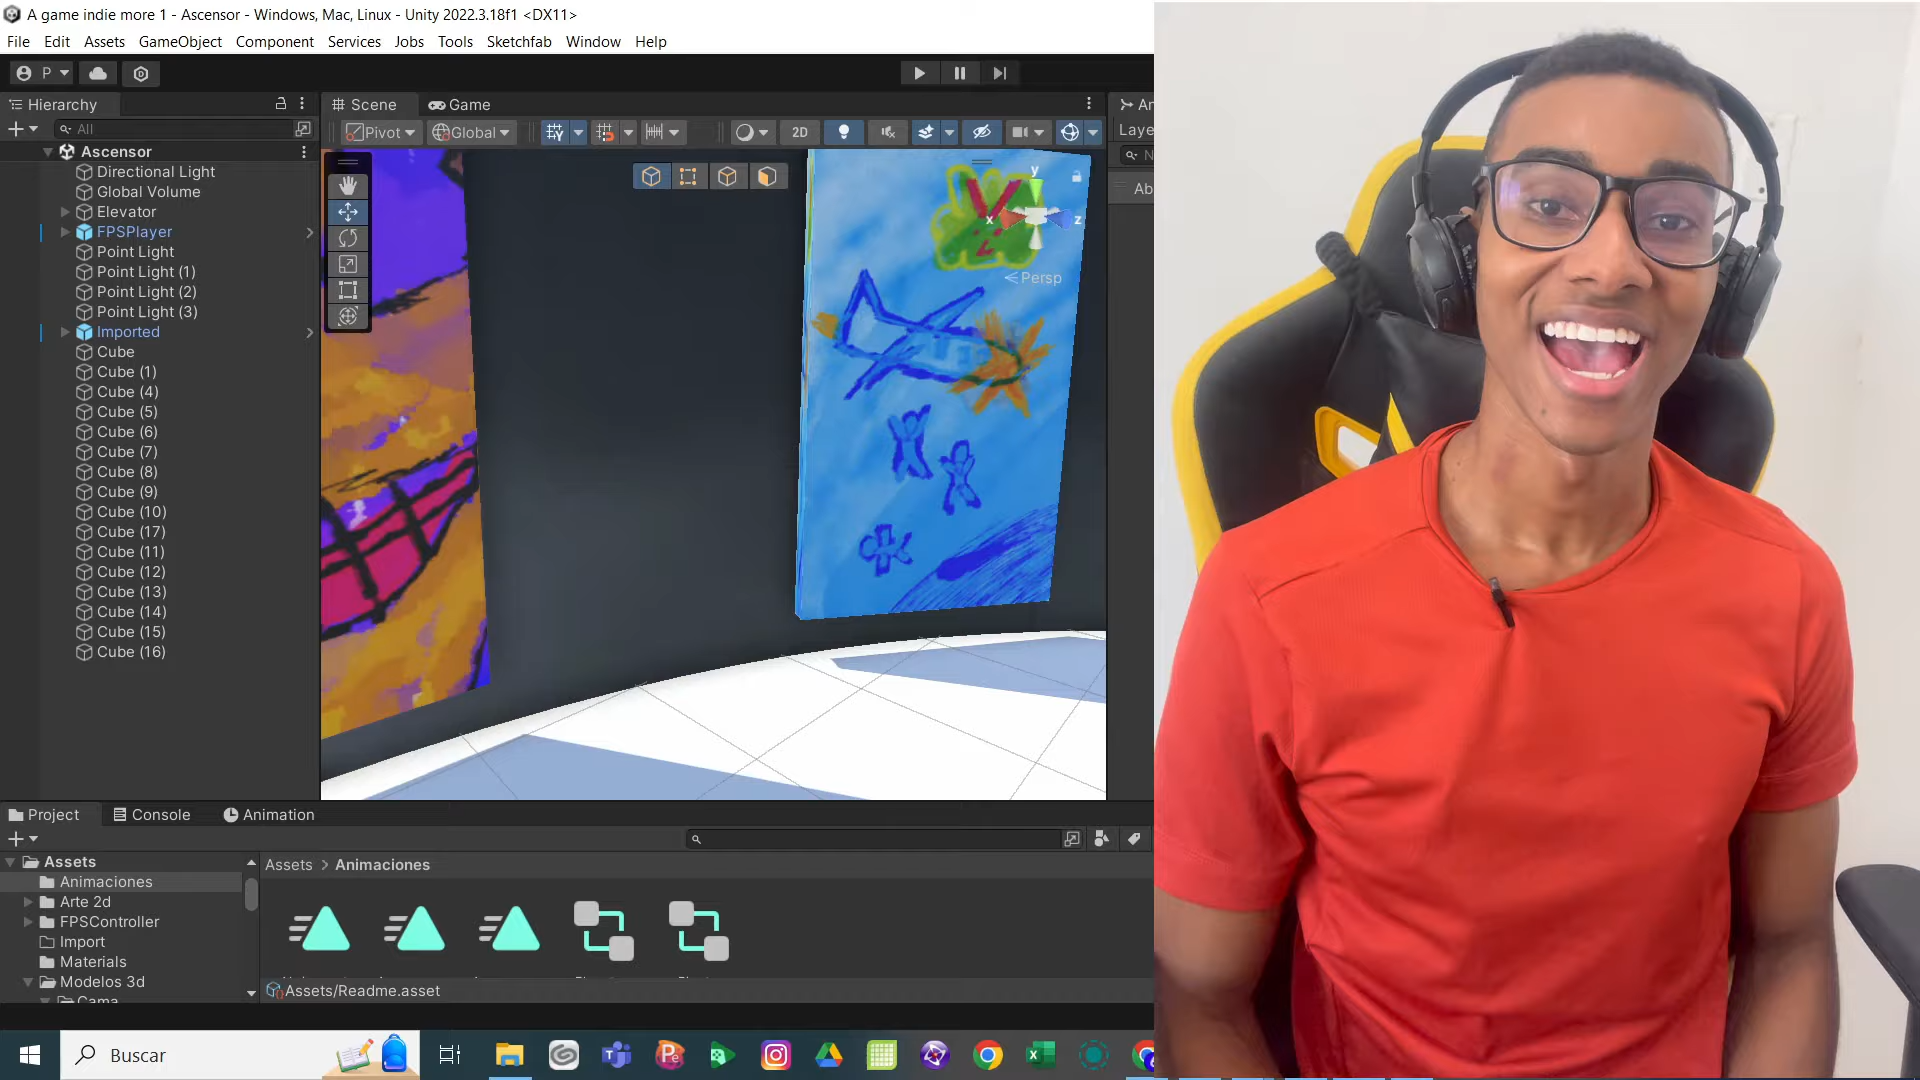 A game indie more 1 - Ascensor - Windows, Mac, Linux - Unity 2022.3.18f1 <DX11>
File Edit Assets GameObject Component Services Jobs Tools Sketchfab Window Help
P
Hierarchy
All
Ascensor
Directional Light
Global Volume
Elevator
FPSPlayer
Point Light
Point Light (1)
Point Light (2)
Point Light (3)
Imported
Cube
Cube (1)
Cube (4)
Cube (5)
Cube (6)
Cube (7)
Cube (8)
Cube (9)
Cube (10)
Cube (17)
Cube (11)
Cube (12)
Cube (13)
Cube (14)
Cube (15)
Cube (16)
Scene Game
Pivot Global 2D
y
x z
Persp
An
Laye
N
Ab
Project Console Animation
Assets
Animaciones
Arte 2d
FPSController
Import
Materials
Modelos 3d
Cama
Assets > Animaciones
Assets/Readme.asset
Buscar